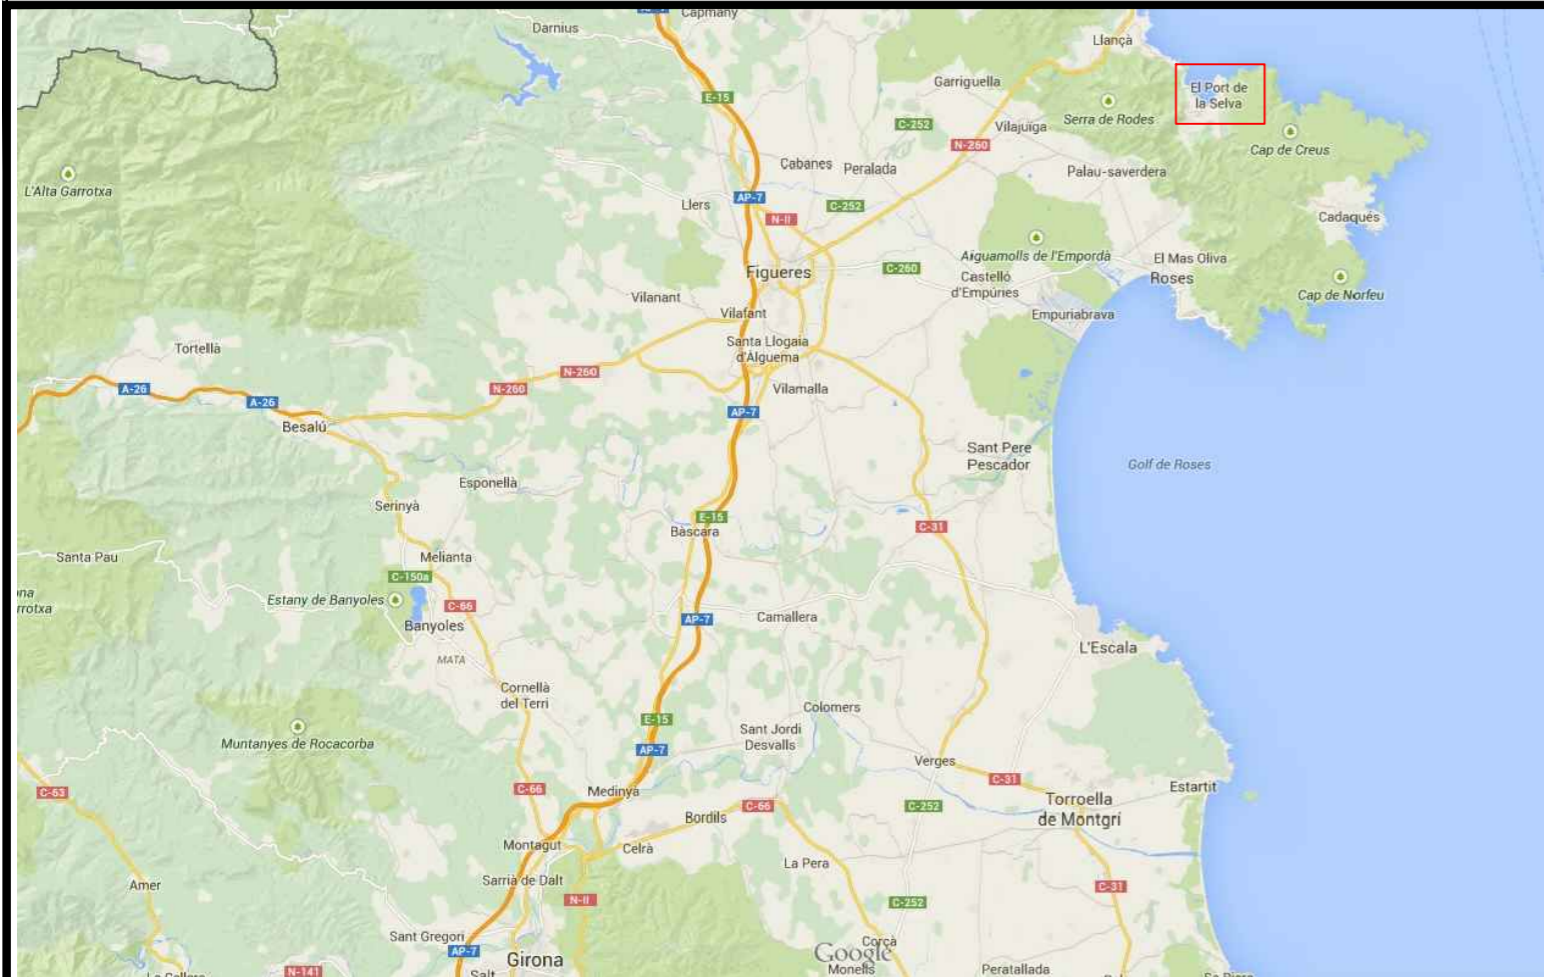 Capmany
Darnius
Llançà
Garriguella
El Port de
la Selva
E-15
Serra de Rodes
C-252
Vilajuïga
N-260
Cap de Creus
Cabanes
Peralada
Palau-saverdera
L'Alta Garrotxa
AP-7
Llers
C-252
N-II
Cadaqués
Aiguamolls de l'Empordà
El Mas Oliva
Figueres
C-260
Castelló
d'Empúries
Roses
Cap de Norfeu
Vilanant
Vilafant
Empuriabrava
Tortellà
Santa Llogaia
d'Àlguema
N-260
A-26
N-260
Vilamalla
A-26
AP-7
Besalú
Sant Pere
Pescador
Golf de Roses
Esponellà
Serinyà
E-15
C-31
Bàscara
Santa Pau
Melianta
C-150a
na
rrotxa
Estany de Banyoles
C-66
Banyoles
AP-7
Camallera
L'Escala
MATA
Cornellà
del Terri
Colomers
E-15
Sant Jordi
Desvalls
Muntanyes de Rocacorba
AP-7
Verges
C-31
C-63
C-66
Medinyà
Estartit
Torroella
de Montgrí
C-66
C-252
Bordils
Montagut
Celrà
La Pera
Amer
Sarrià de Dalt
C-31
N-II
C-252
Sant Gregori
AP-7
Girona
Corçà
Google
Monells
Peratallada
N-141
Salt